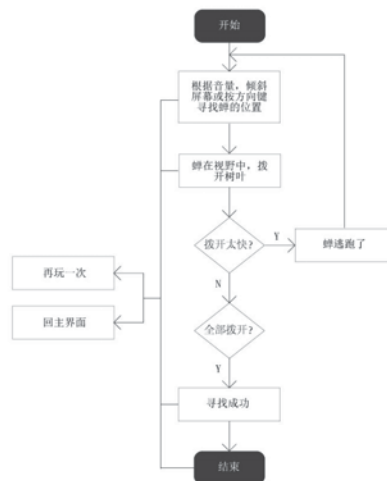 开始
根据音量，倾斜
屏幕或按方向键
寻找蝉的位置
蝉在视野中，拨
开树叶
拨开太快?
Y
蝉逃跑了
N
再玩一次
回主界面
全部拨开?
Y
寻找成功
结束